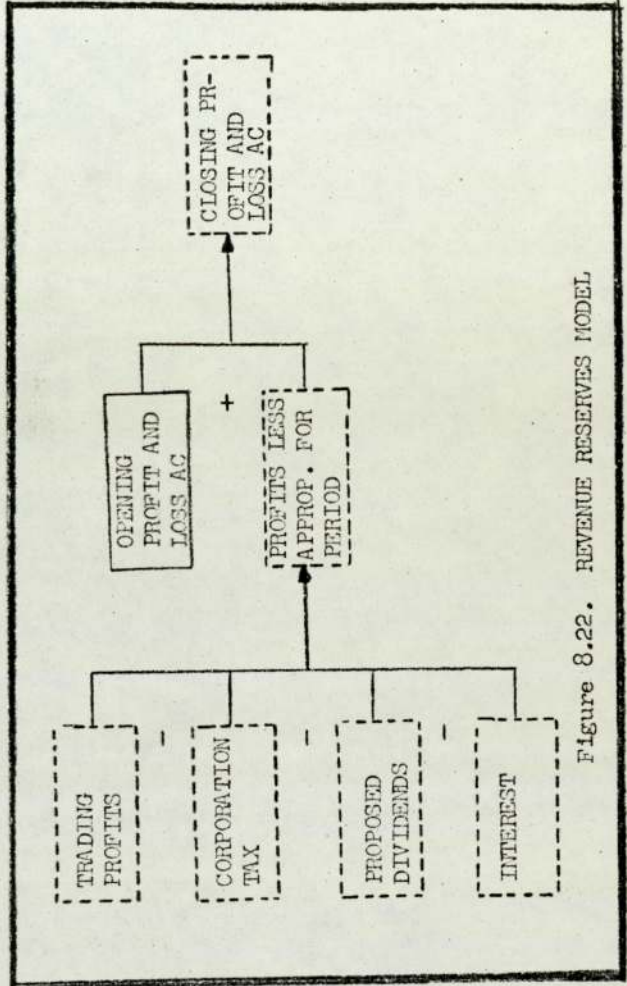 TRADING
PROFITS
–
CORPORATION
TAX
–
PROPOSED
DIVIDENDS
–
INTEREST
OPENING
PROFIT AND
LOSS AC
+
PROFITS LESS
APPROP. FOR
PERIOD
CLOSING PR-
OFIT AND
LOSS AC
Figure 8.22. REVENUE RESERVES MODEL